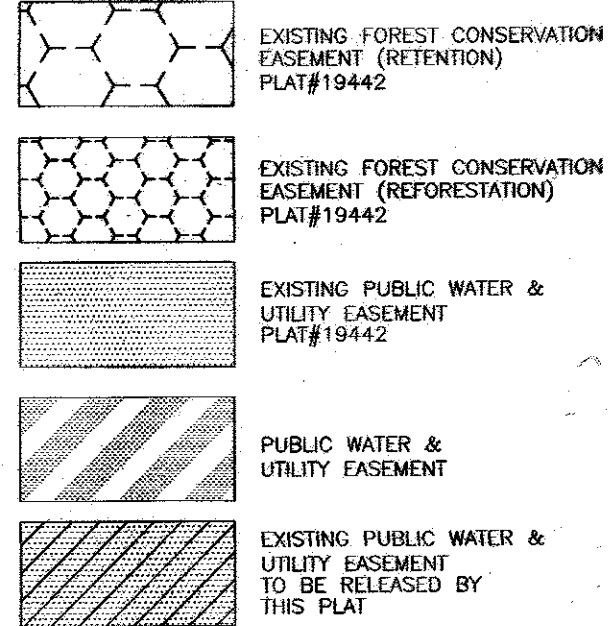 EXISTING FOREST CONSERVATION
EASEMENT (RETENTION)
PLAT#19442
EXISTING FOREST CONSERVATION
EASEMENT (REFORESTATION)
PLAT#19442
EXISTING PUBLIC WATER &
UTILITY EASEMENT
PLAT#19442
PUBLIC WATER &
UTILITY EASEMENT
EXISTING PUBLIC WATER &
UTILITY EASEMENT
TO BE RELEASED BY
THIS PLAT